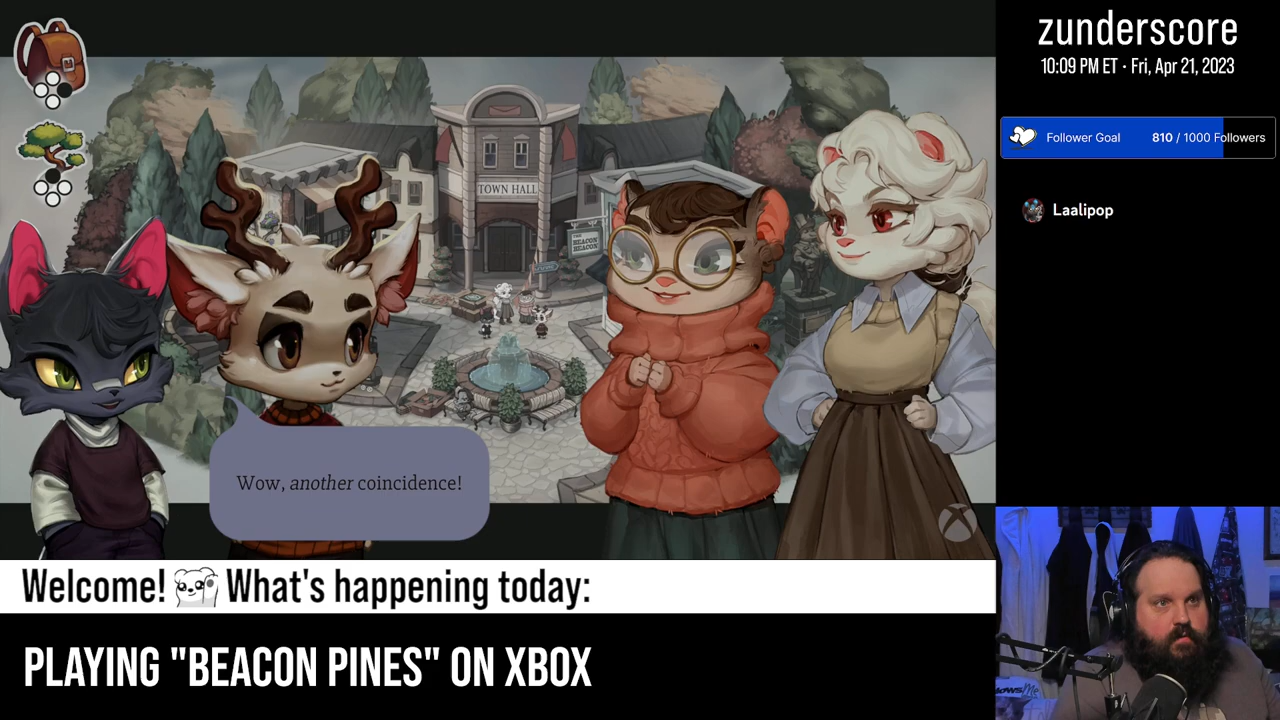 zunderscore
10:09 PM ET · Fri, Apr 21, 2023
Follower Goal 810 / 1000 Followers
Laalipop
TOWN HALL
THE BEACON BEACON
Wow, another coincidence!
Welcome! What's happening today:
PLAYING "BEACON PINES" ON XBOX